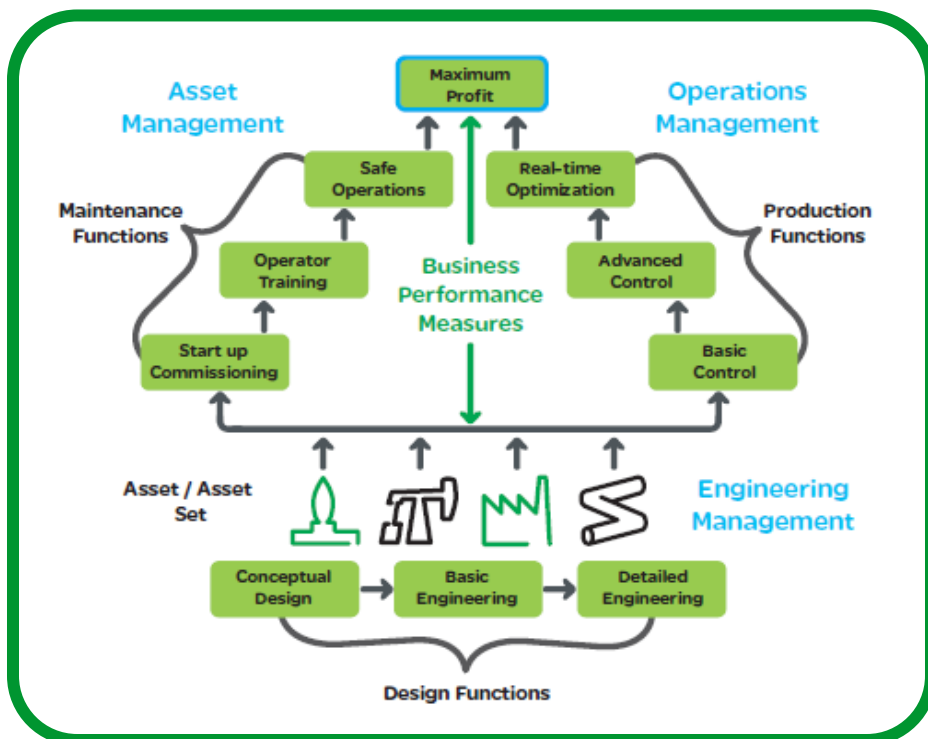 Maximum
Profit
Asset
Management
Operations
Management
Safe
Operations
Real-time
Optimization
Maintenance
Functions
Production
Functions
Operator
Training
Business
Performance
Measures
Advanced
Control
Start up
Commissioning
Basic
Control
Asset / Asset
Set
Engineering
Management
Conceptual
Design
Basic
Engineering
Detailed
Engineering
Design Functions